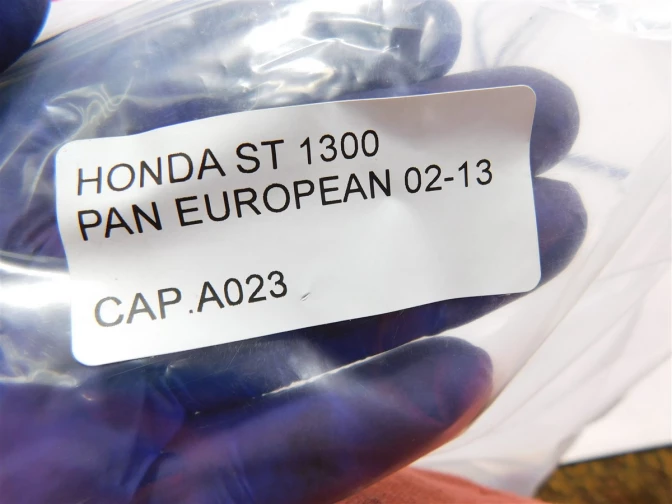 HONDA ST 1300
PAN EUROPEAN 02-13
CAP.A023